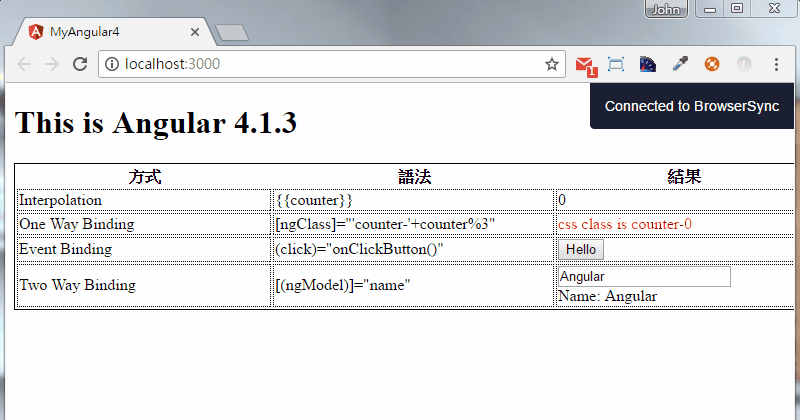 John
MyAngular4
localhost:3000
1
Connected to BrowserSync
This is Angular 4.1.3
方式 語法 結果
Interpolation {{counter}} 0
One Way Binding [ngClass]="'counter-'+counter%3" css class is counter-0
Event Binding (click)="onClickButton()" Hello
Two Way Binding [(ngModel)]="name" Angular
Name: Angular